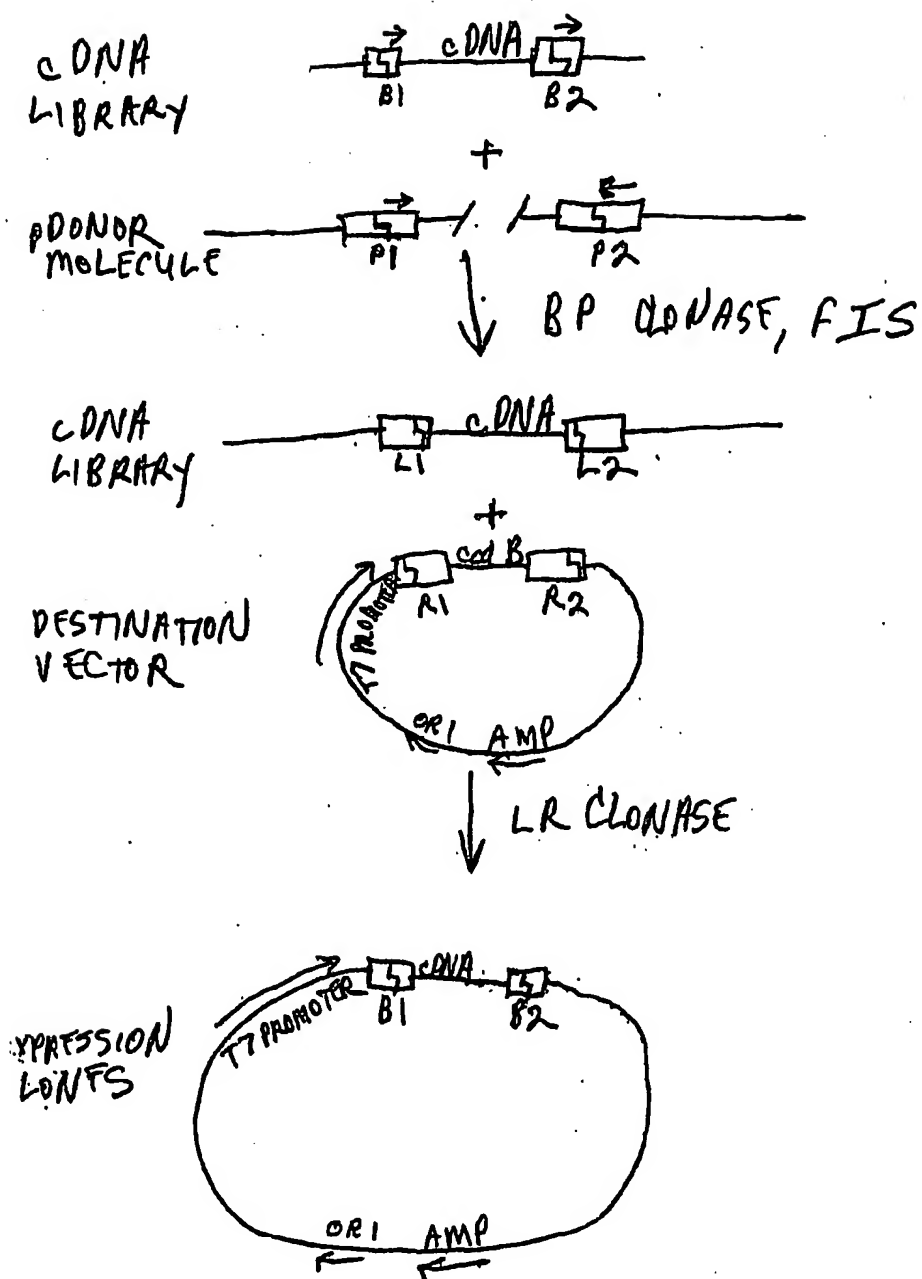 cDNA
LIBRARY
cDNA
B1
B2
+
pDONOR
MOLECULE
P1
P2
BP CLONASE, FIS
cDNA
LIBRARY
cDNA
L1
L2
+
DESTINATION
VECTOR
ccd B
R1
R2
T7 PROMOTER
ORI
AMP
LR CLONASE
XPRESSION
LONES
T7 PROMOTER
cDNA
B1
B2
ORI
AMP